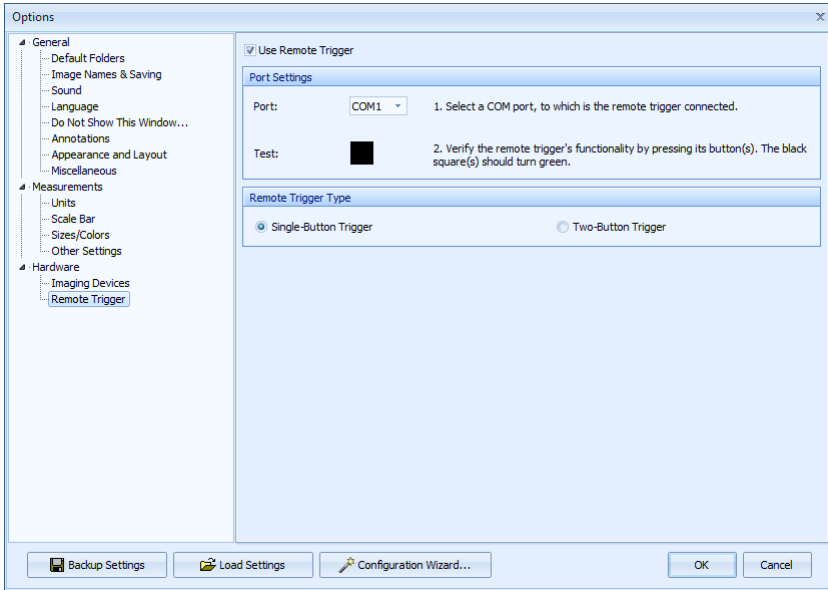 Options
x
General
Default Folders
Image Names & Saving
Sound
Language
Do Not Show This Window...
Annotations
Appearance and Layout
Miscellaneous
Measurements
Units
Scale Bar
Sizes/Colors
Other Settings
Hardware
Imaging Devices
Remote Trigger
Use Remote Trigger
Port Settings
Port: COM1 1. Select a COM port, to which is the remote trigger connected.
Test: 2. Verify the remote trigger's functionality by pressing its button(s). The black
square(s) should turn green.
Remote Trigger Type
Single-Button Trigger Two-Button Trigger
Backup Settings Load Settings Configuration Wizard... OK Cancel